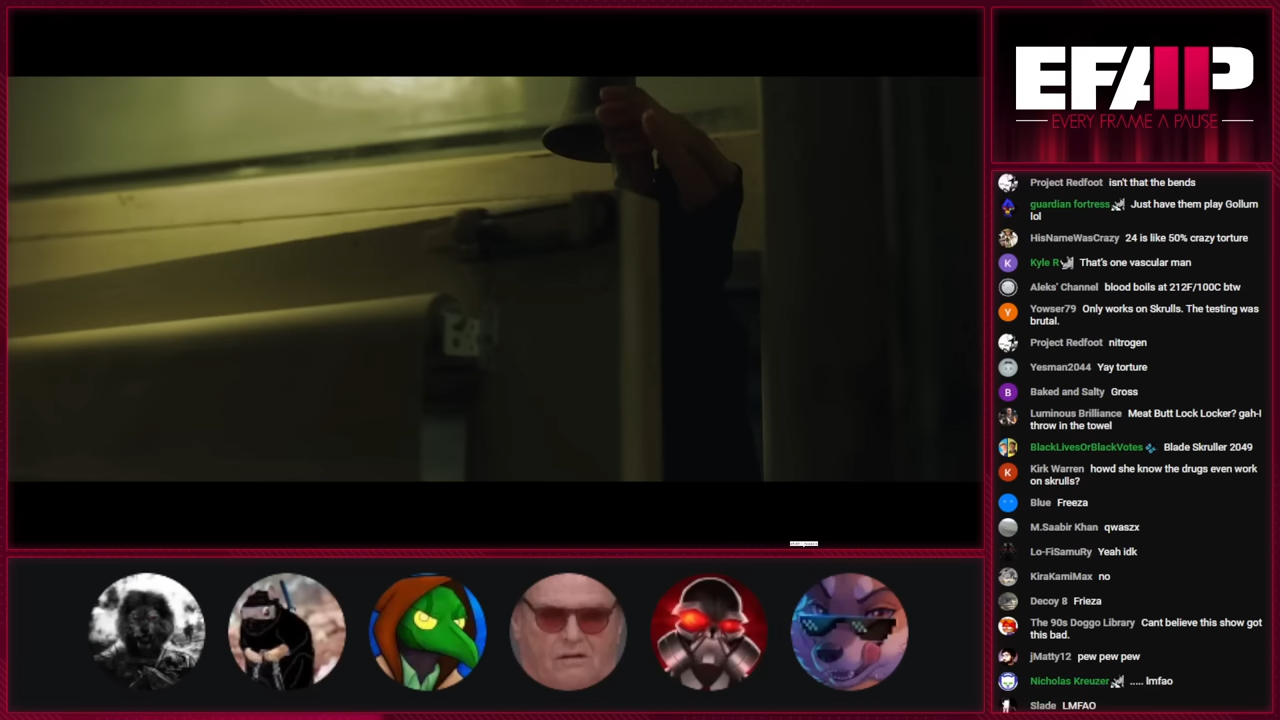 EFAP
EVERY FRAME A PAUSE
Project Redfoot isn't that the bends
guardian fortress Just have them play Gollum
lol
HisNameWasCrazy 24 is like 50% crazy torture
K Kyle R That's one vascular man
Aleks' Channel blood boils at 212F/100C btw
Yowser79 Only works on Skrulls. The testing was
brutal.
Project Redfoot nitrogen
Yesman2044 Yay torture
B Baked and Salty Gross
Luminous Brilliance Meat Butt Lock Locker? gah-I
throw in the towel
BlackLivesOrBlackVotes Blade Skruller 2049
K Kirk Warren howd she know the drugs even work
on skrulls?
Blue Freeza
M.Saabir Khan qwaszx
Lo-FiSamuRy Yeah idk
KiraKamiMax no
Decoy 8 Frieza
The 90s Doggo Library Cant believe this show got
this bad.
jMatty12 pew pew pew
Nicholas Kreuzer ..... lmfao
Slade LMFAO